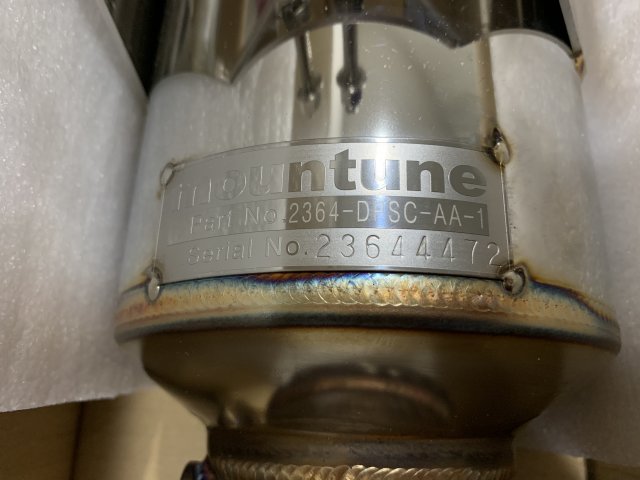 mountune
Part No. 2364-D-SC-AA-1
Serial No. 23644472